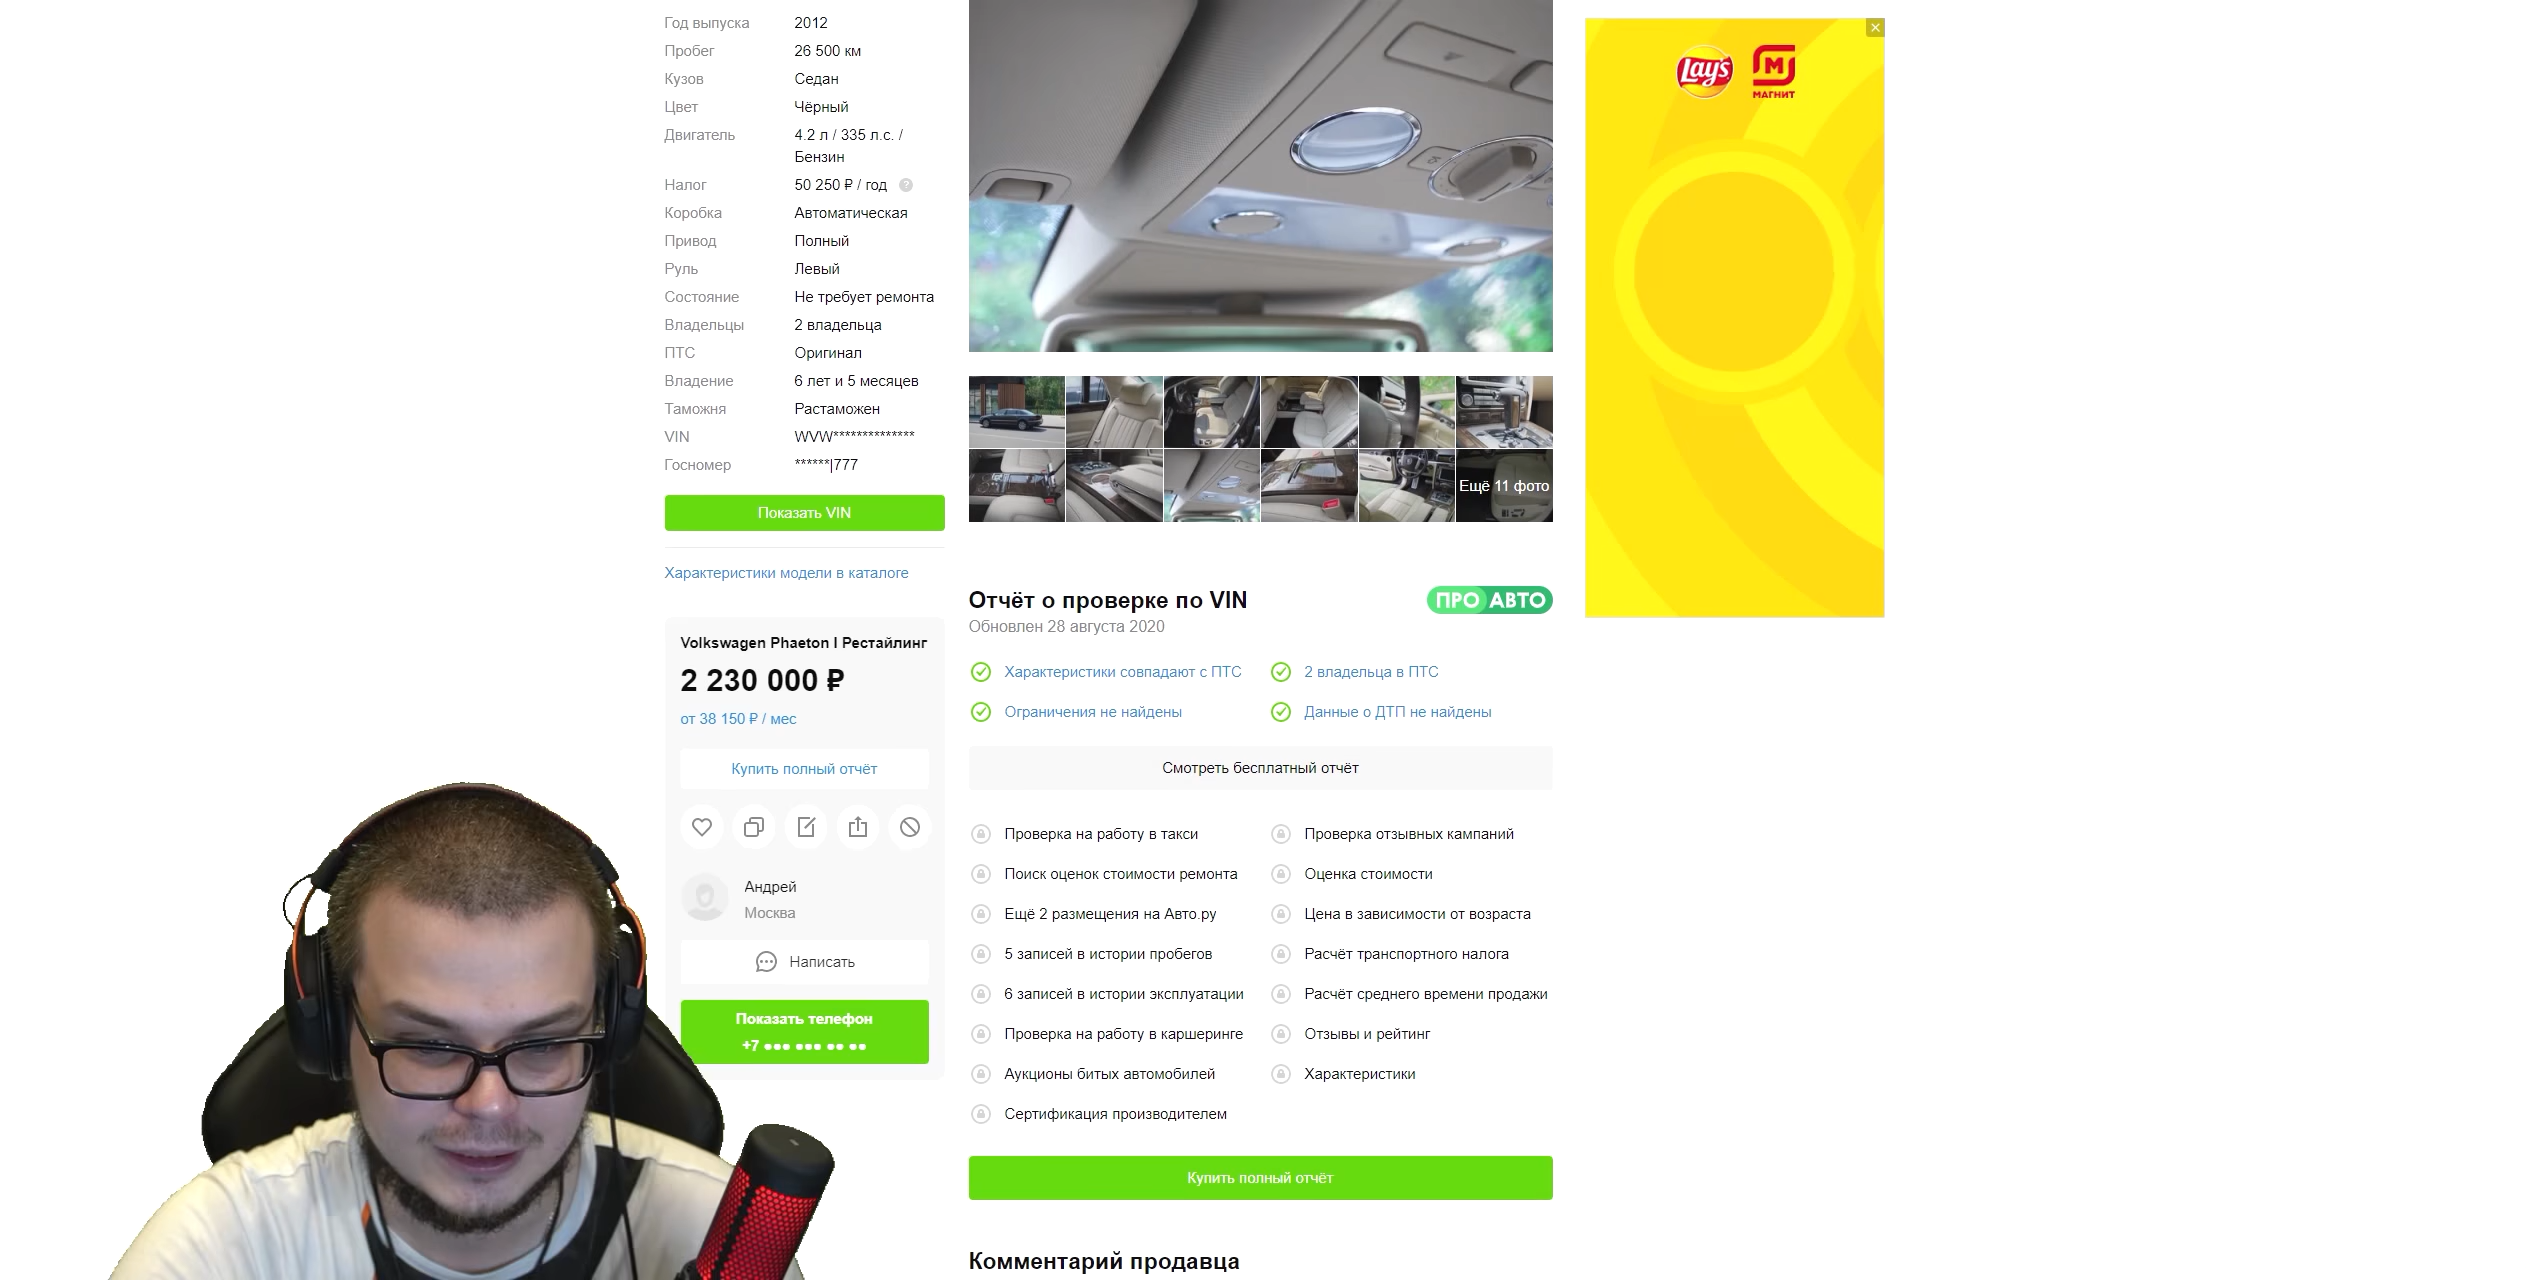 Год выпуска 2012
Пробег 26 500 км
Кузов Седан
Цвет Чёрный
Двигатель 4.2 л / 335 л.с. /
Бензин
Налог 50 250 ₽ / год ?
Коробка Автоматическая
Привод Полный
Руль Левый
Состояние Не требует ремонта
Владельцы 2 владельца
ПТС Оригинал
Владение 6 лет и 5 месяцев
Таможня Растаможен
VIN WVW**************
Госномер ******|777
Показать VIN
Характеристики модели в каталоге
Volkswagen Phaeton I Рестайлинг
2 230 000 ₽
от 38 150 ₽ / мес
Купить полный отчёт
Андрей
Москва
Написать
Показать телефон
+7 ●●● ●●● ●● ●●
Ещё 11 фото
Отчёт о проверке по VIN
ПРО АВТО
Обновлен 28 августа 2020
Характеристики совпадают с ПТС
2 владельца в ПТС
Ограничения не найдены
Данные о ДТП не найдены
Смотреть бесплатный отчёт
Проверка на работу в такси
Проверка отзывных кампаний
Поиск оценок стоимости ремонта
Оценка стоимости
Ещё 2 размещения на Авто.ру
Цена в зависимости от возраста
5 записей в истории пробегов
Расчёт транспортного налога
6 записей в истории эксплуатации
Расчёт среднего времени продажи
Проверка на работу в каршеринге
Отзывы и рейтинг
Аукционы битых автомобилей
Характеристики
Сертификация производителем
Купить полный отчёт
Комментарий продавца
Lay's
МАГНИТ